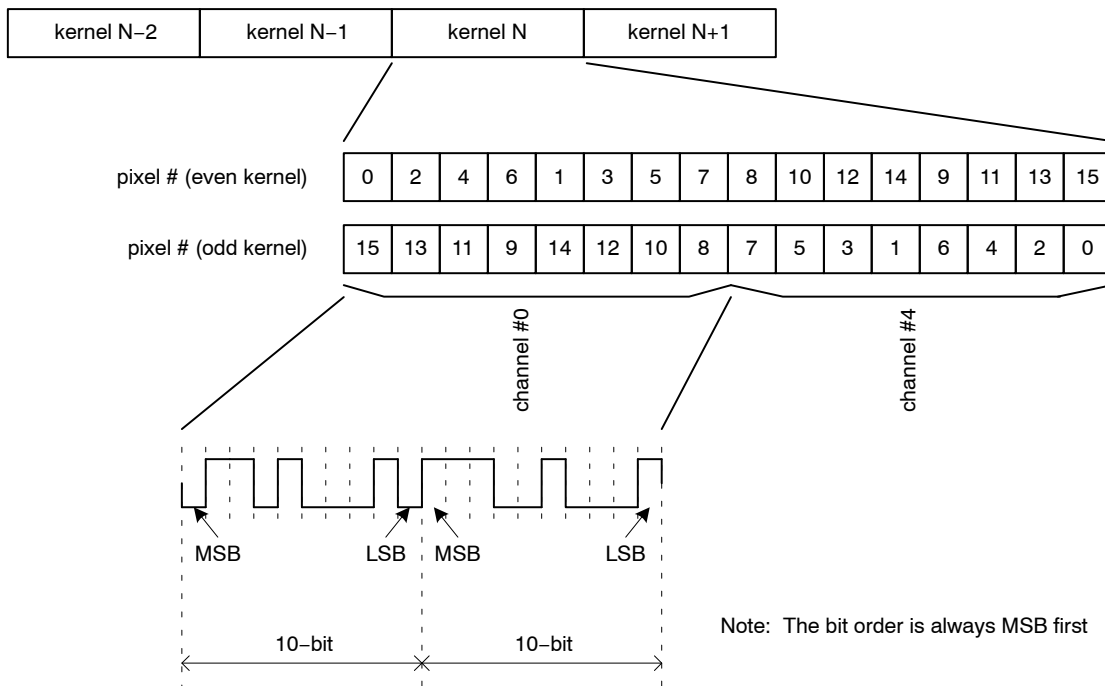 kernel N−2 kernel N−1 kernel N kernel N+1
pixel # (even kernel) 0 2 4 6 1 3 5 7 8 10 12 14 9 11 13 15
pixel # (odd kernel) 15 13 11 9 14 12 10 8 7 5 3 1 6 4 2 0
channel #0
channel #4
MSB LSB MSB LSB
10−bit 10−bit
Note: The bit order is always MSB first